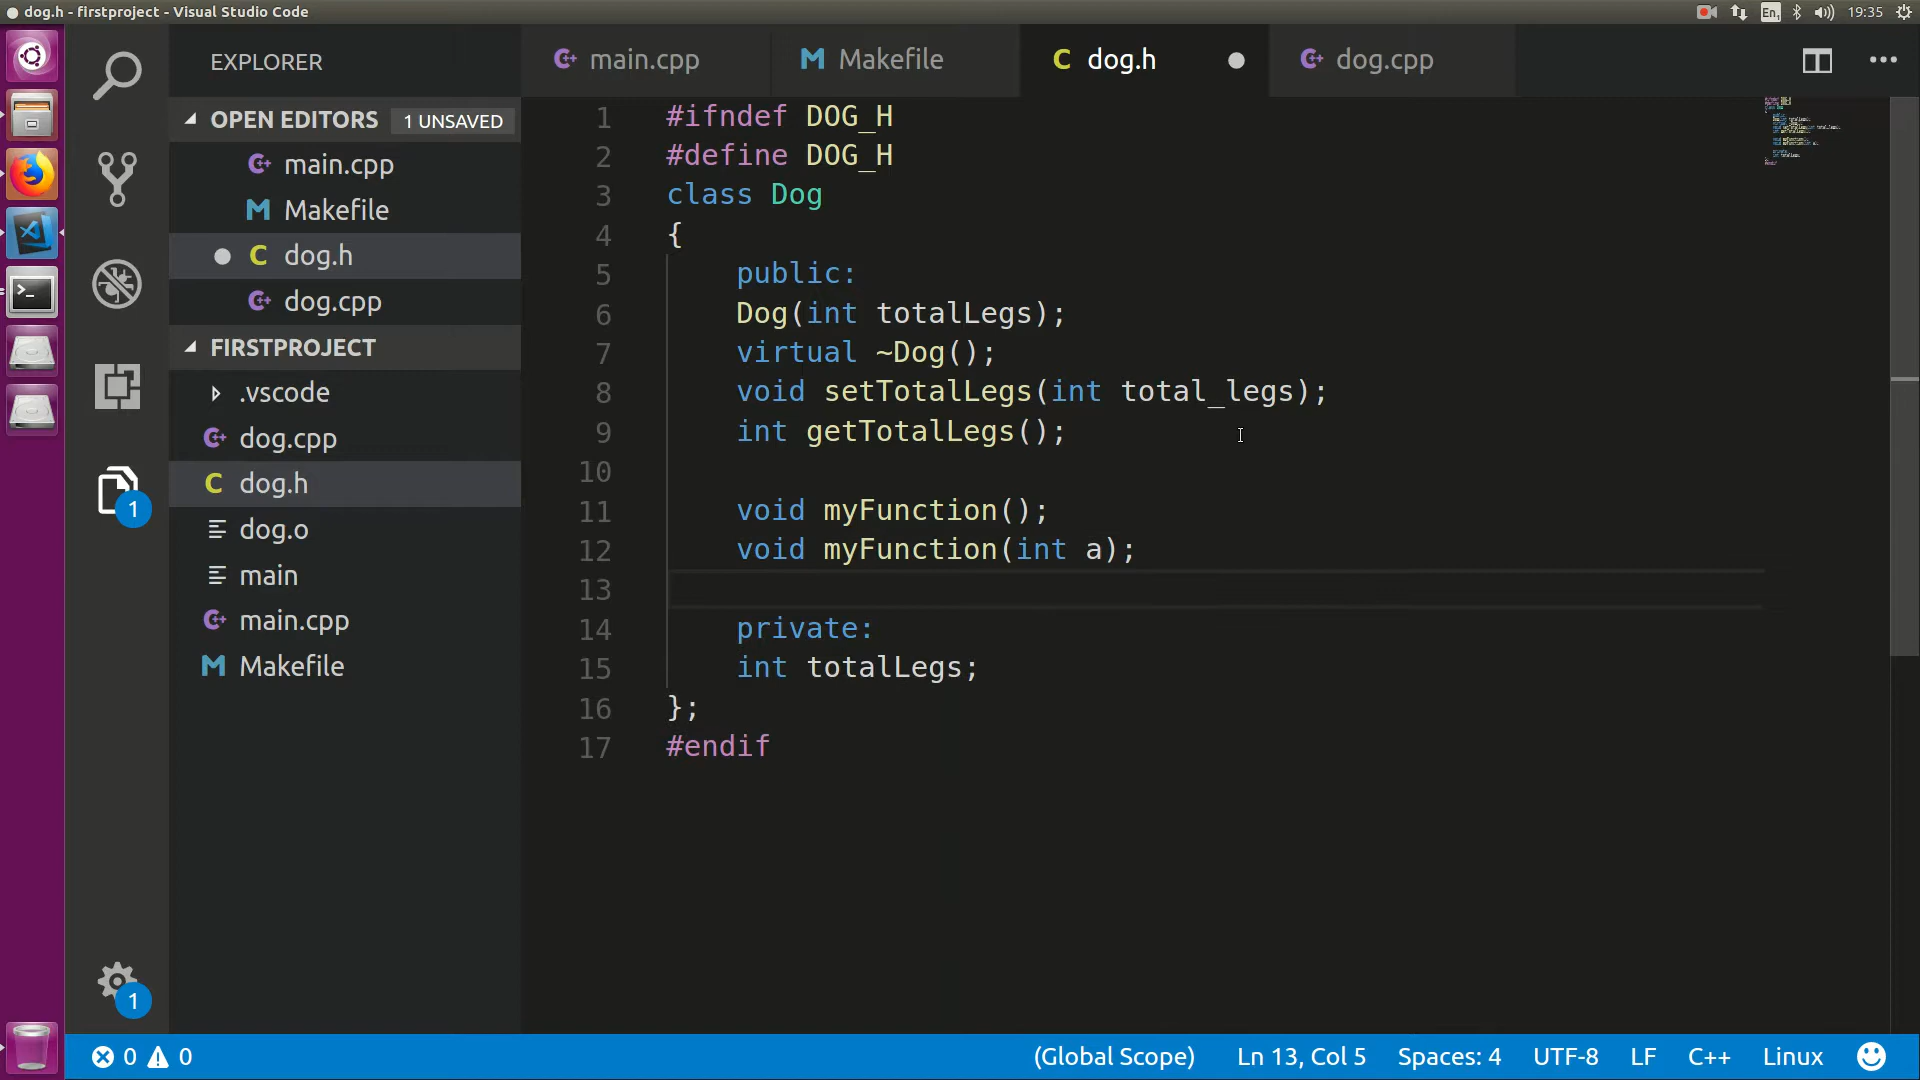 dog.h - firstproject - Visual Studio Code
En1
19:35
EXPLORER
OPEN EDITORS 1 UNSAVED
main.cpp
Makefile
dog.h
dog.cpp
FIRSTPROJECT
.vscode
dog.cpp
dog.h
dog.o
main
main.cpp
Makefile
1
1
main.cpp Makefile dog.h dog.cpp
1 #ifndef DOG_H
2 #define DOG_H
3 class Dog
4 {
5 public:
6 Dog(int totalLegs);
7 virtual ~Dog();
8 void setTotalLegs(int total_legs);
9 int getTotalLegs();
10
11 void myFunction();
12 void myFunction(int a);
13
14 private:
15 int totalLegs;
16 };
17 #endif
0 0 (Global Scope) Ln 13, Col 5 Spaces: 4 UTF-8 LF C++ Linux